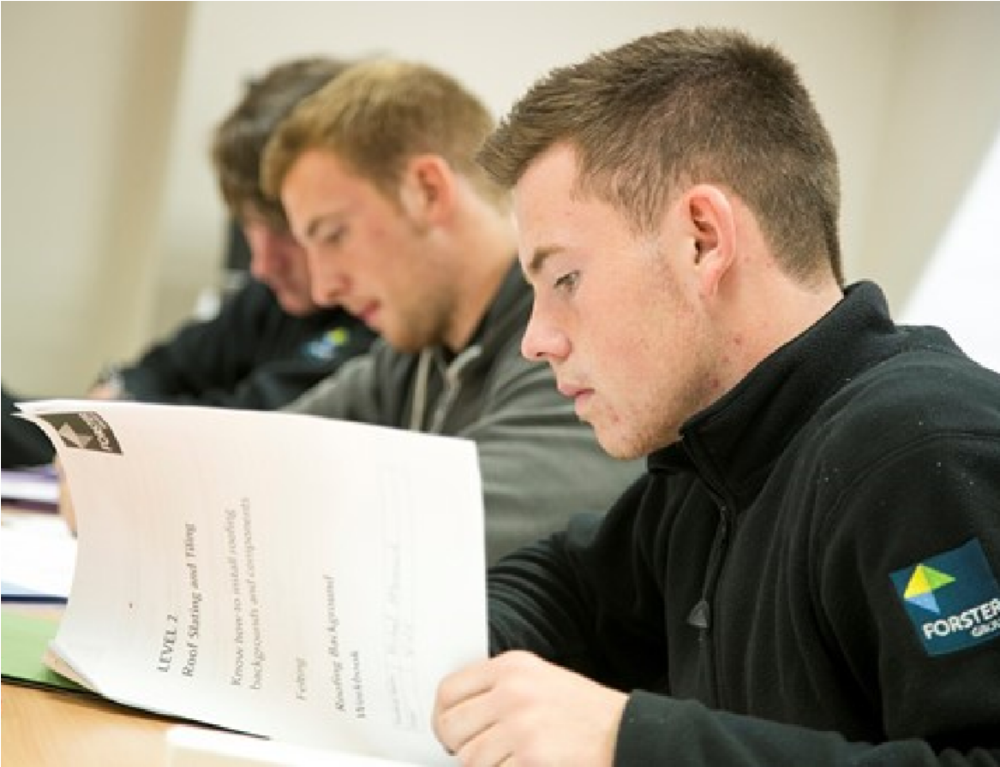 LEVEL 2
Roof Slating and Tiling
Know how to install roofing
backgrounds and components
Felting
Roofing Background
Workbook
FORSTER
GROUP